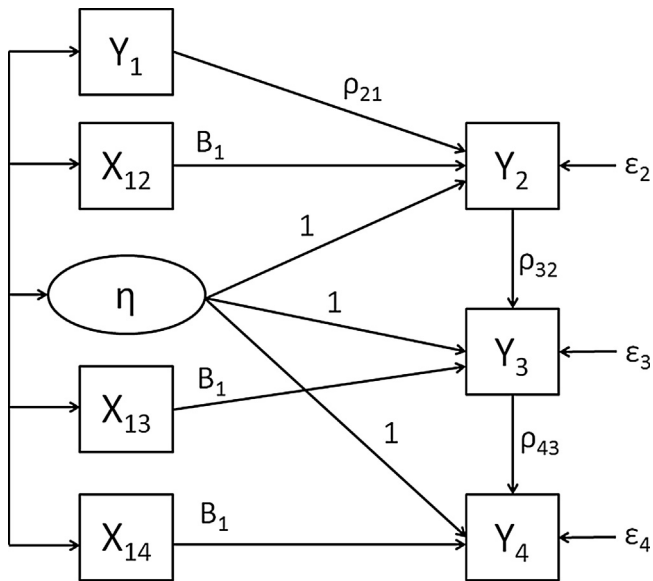 Y₁
ρ₂₁
X₁₂
B₁
Y₂
ε₂
1
η
1
ρ₃₂
Y₃
ε₃
X₁₃
B₁
1
ρ₄₃
X₁₄
B₁
Y₄
ε₄